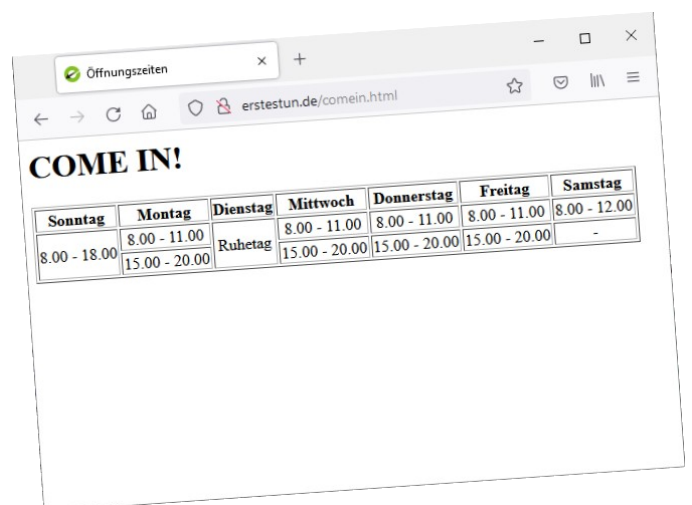 Öffnungszeiten
erstestun.de/comein.html
COME IN!
Sonntag Montag Dienstag Mittwoch Donnerstag Freitag Samstag
8.00 - 18.00 8.00 - 11.00 Ruhetag 8.00 - 11.00 8.00 - 11.00 8.00 - 11.00 8.00 - 12.00
15.00 - 20.00 15.00 - 20.00 15.00 - 20.00 15.00 - 20.00 -